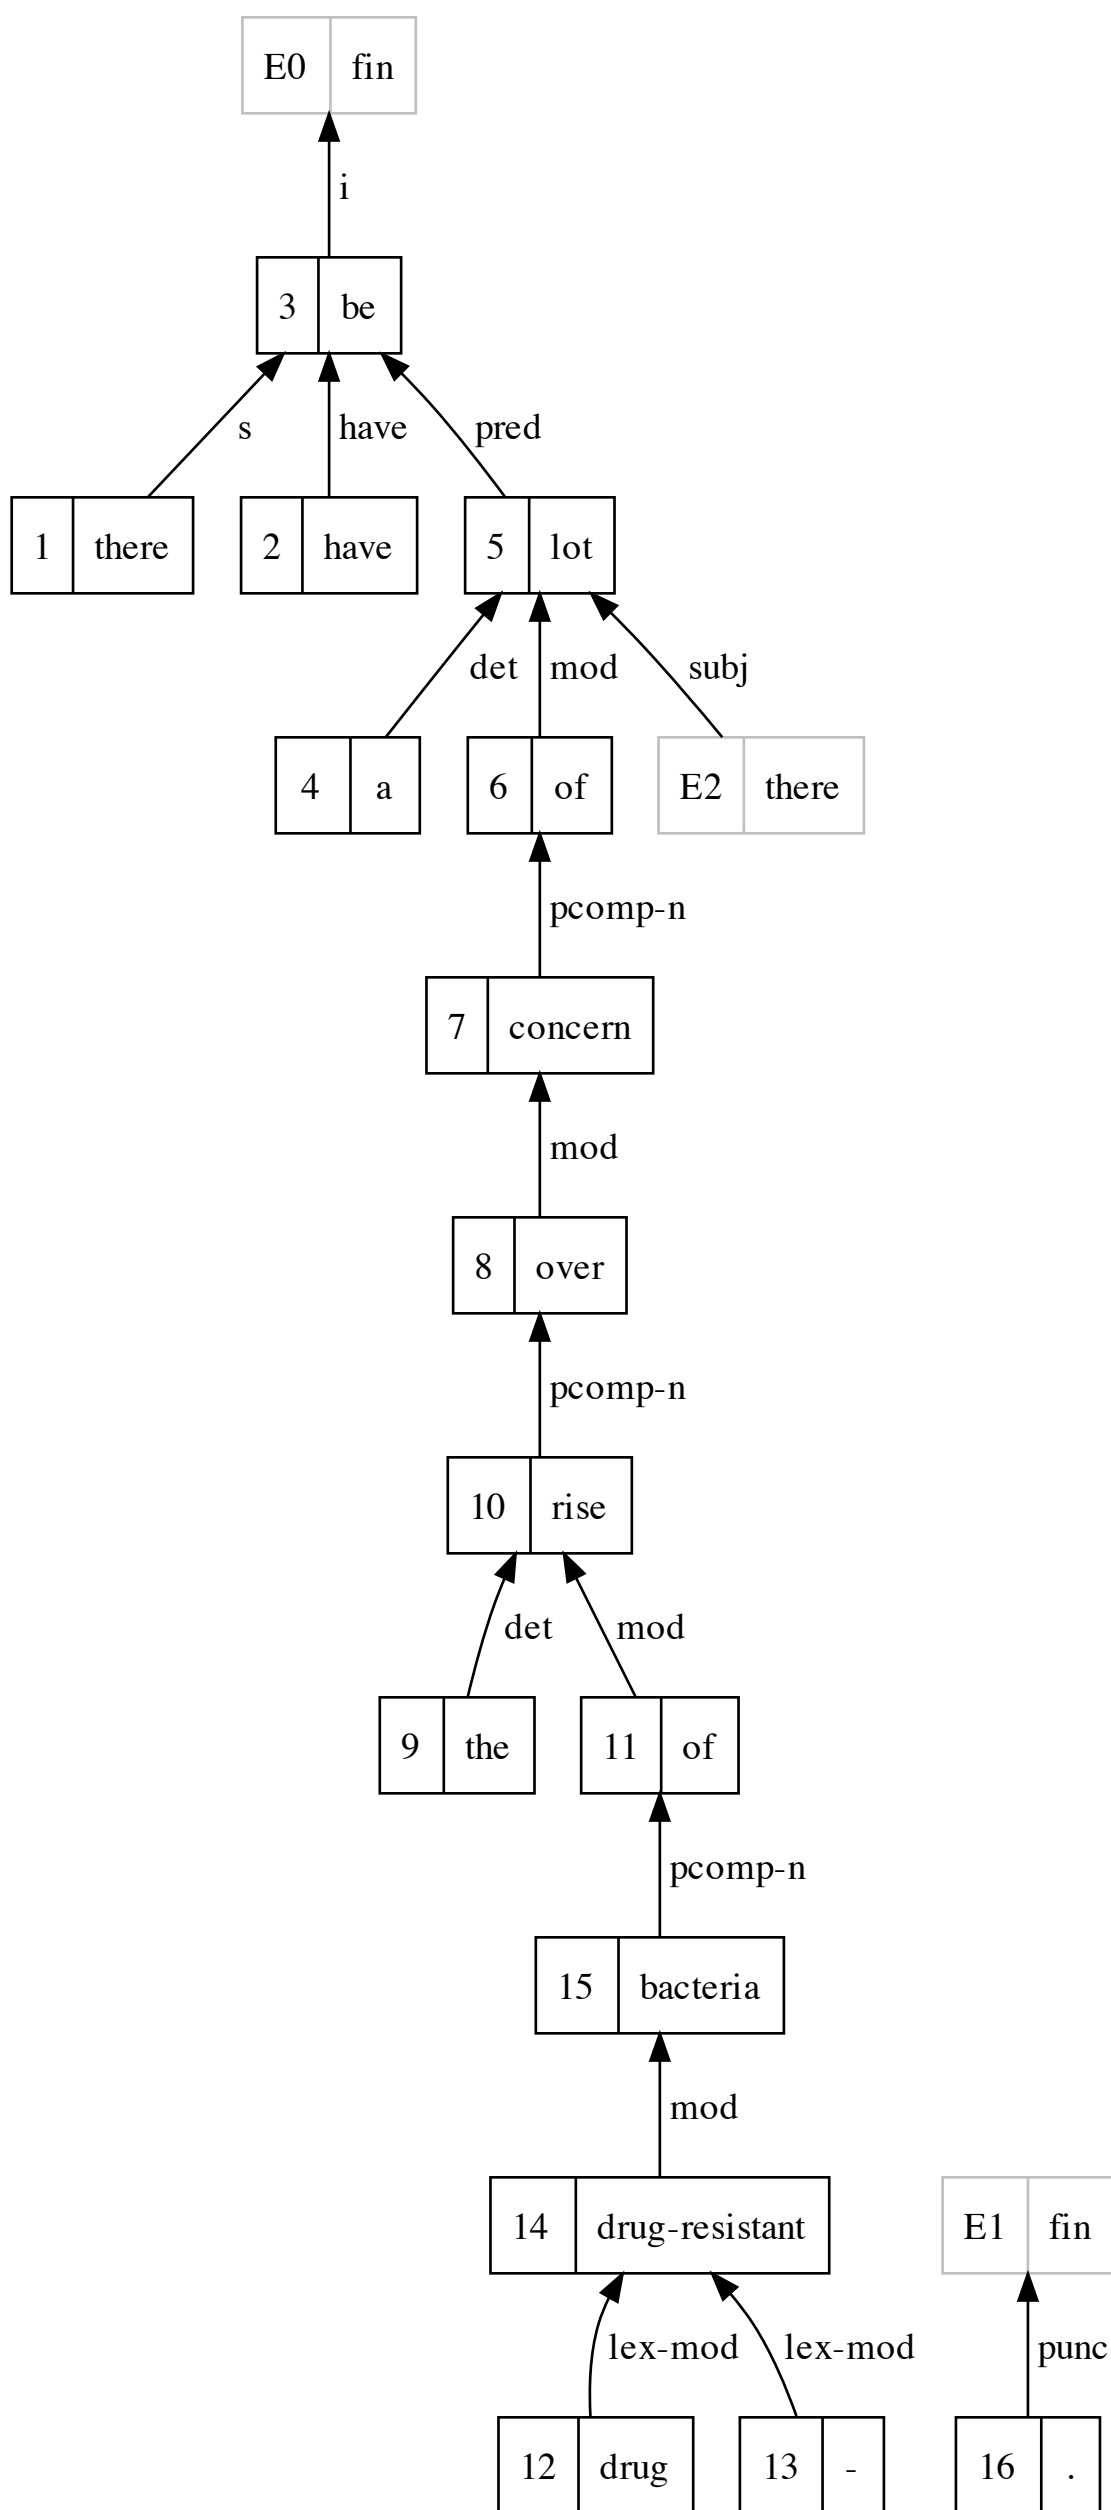 E0 fin
i
3 be
s have pred
1 there 2 have 5 lot
det mod subj
4 a 6 of E2 there
pcomp-n
7 concern
mod
8 over
pcomp-n
10 rise
det mod
9 the 11 of
pcomp-n
15 bacteria
mod
14 drug-resistant E1 fin
lex-mod lex-mod punc
12 drug 13 - 16 .